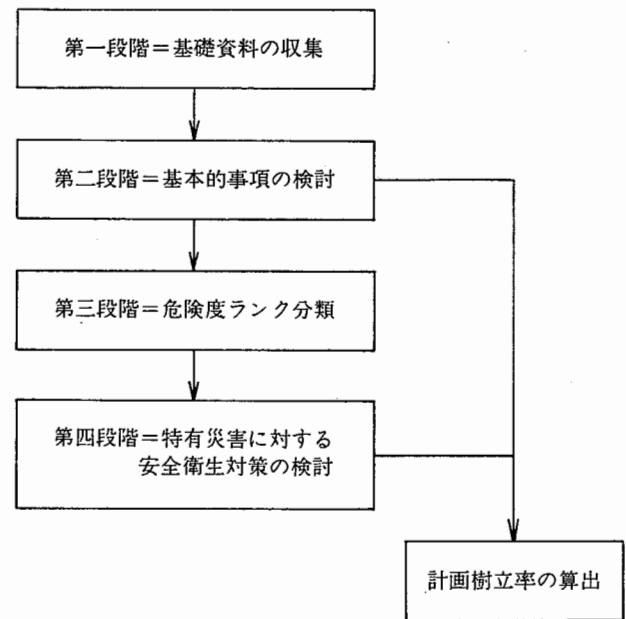 第一段階＝基礎資料の収集
第二段階＝基本的事項の検討
第三段階＝危険度ランク分類
第四段階＝特有災害に対する
安全衛生対策の検討
計画樹立率の算出